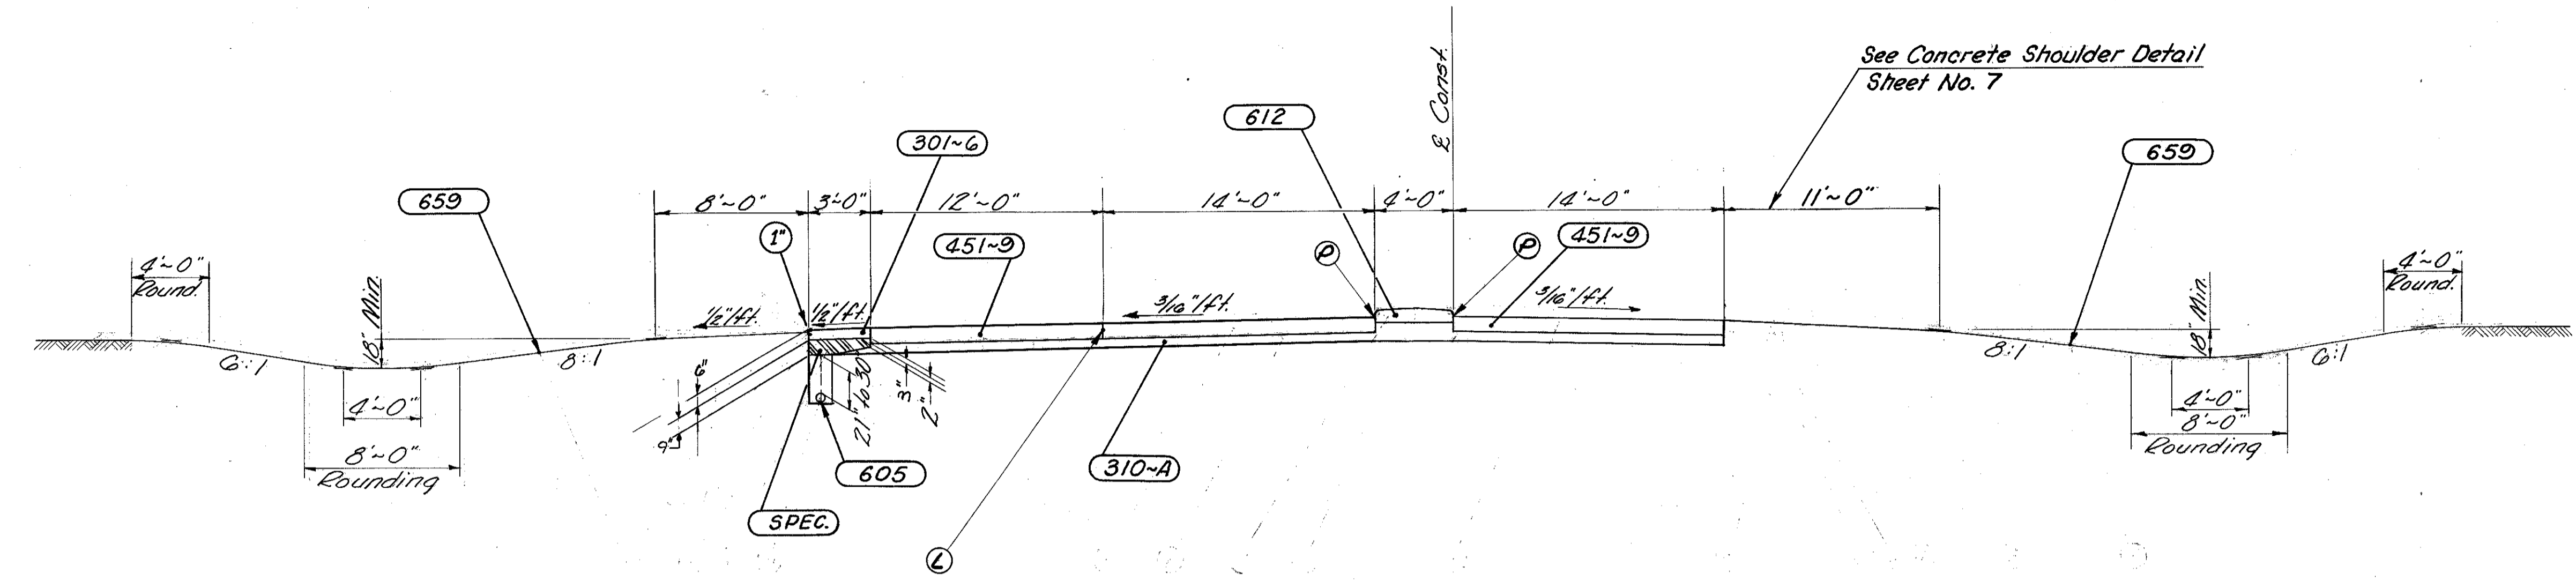 See Concrete Shoulder Detail
Sheet No. 7
℄ Const.
612
301~6
659
659
8'~0"
3'~0"
12'~0"
14'~0"
4'~0"
14'~0"
11'~0"
1"
451~9
P
P
451~9
4'~0"
Round.
18" Min.
1/2"/ft.
1/2"/ft.
3/16"/ft.
3/16"/ft.
18" Min.
4'~0"
Round.
6:1
8:1
8:1
6:1
6"
9"
21" to 30"
3"
2"
4'~0"
8'~0"
Rounding
4'~0"
8'~0"
Rounding
605
310~A
SPEC.
L